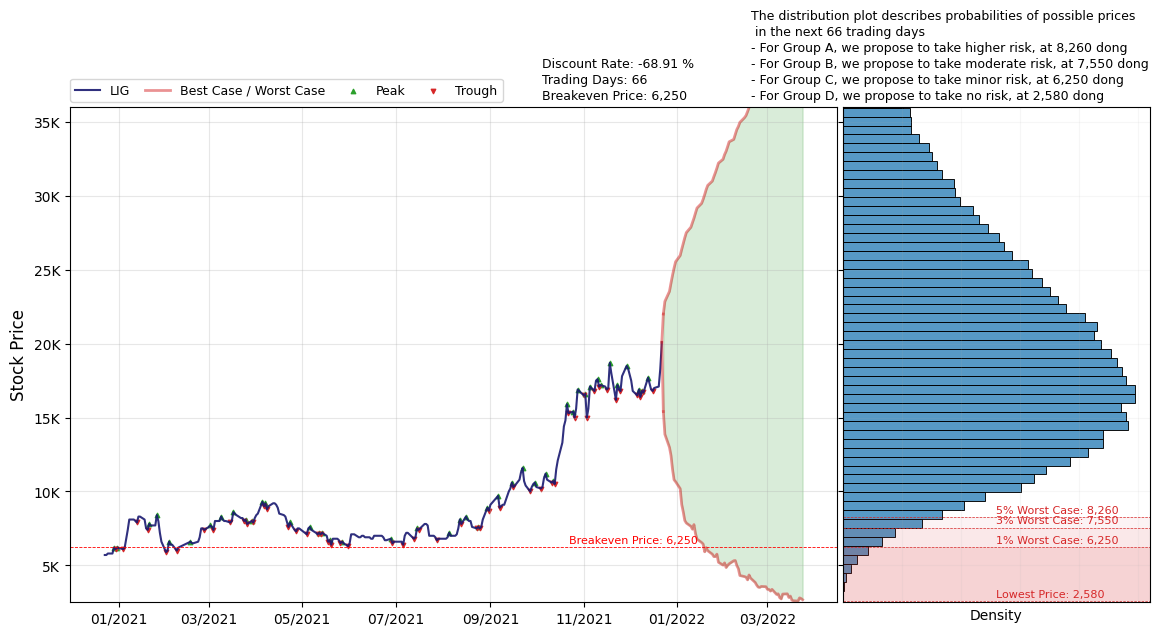 The distribution plot describes probabilities of possible prices
in the next 66 trading days
- For Group A, we propose to take higher risk, at 8,260 dong
- For Group B, we propose to take moderate risk, at 7,550 dong
- For Group C, we propose to take minor risk, at 6,250 dong
- For Group D, we propose to take no risk, at 2,580 dong
Discount Rate: -68.91 %
Trading Days: 66
Breakeven Price: 6,250
LIG
Best Case / Worst Case
Peak
Trough
Stock Price
35K
30K
25K
20K
15K
10K
5K
Breakeven Price: 6,250
5% Worst Case: 8,260
3% Worst Case: 7,550
1% Worst Case: 6,250
Lowest Price: 2,580
01/2021
03/2021
05/2021
07/2021
09/2021
11/2021
01/2022
03/2022
Density